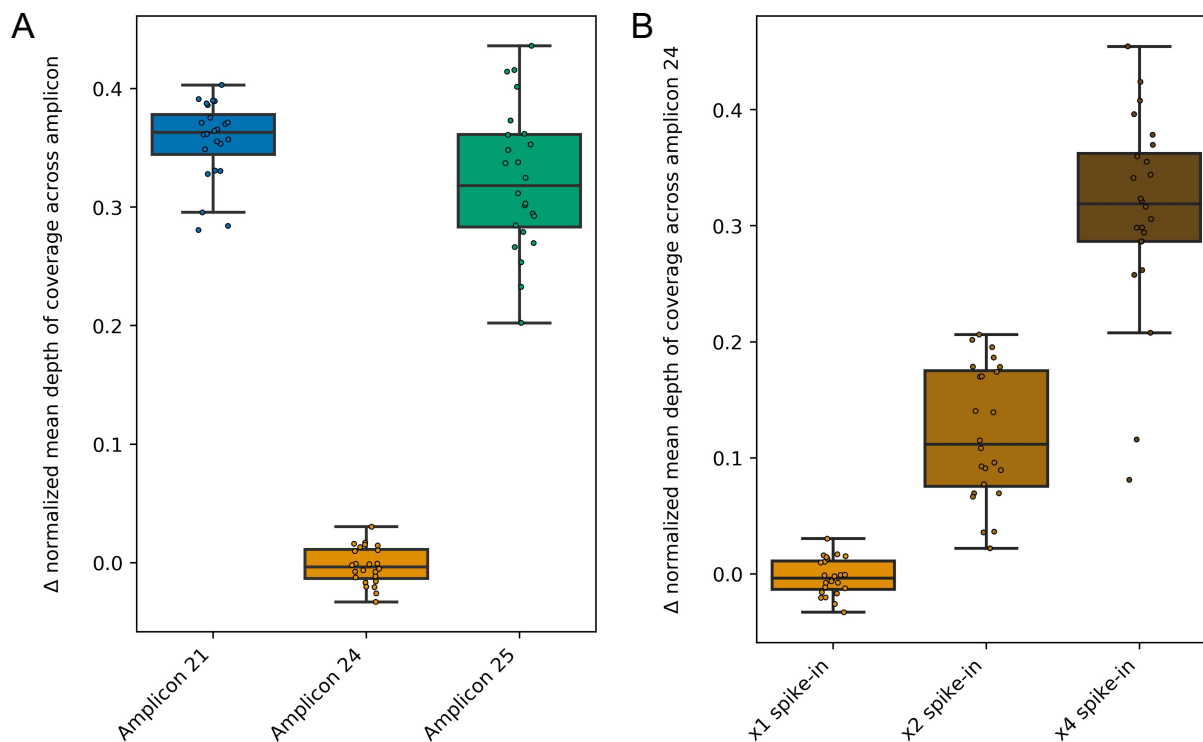 A
Δ normalized mean depth of coverage across amplicon
0.4
0.3
0.2
0.1
0.0
Amplicon 21
Amplicon 24
Amplicon 25
B
Δ normalized mean depth of coverage across amplicon 24
0.4
0.3
0.2
0.1
0.0
x1 spike-in
x2 spike-in
x4 spike-in